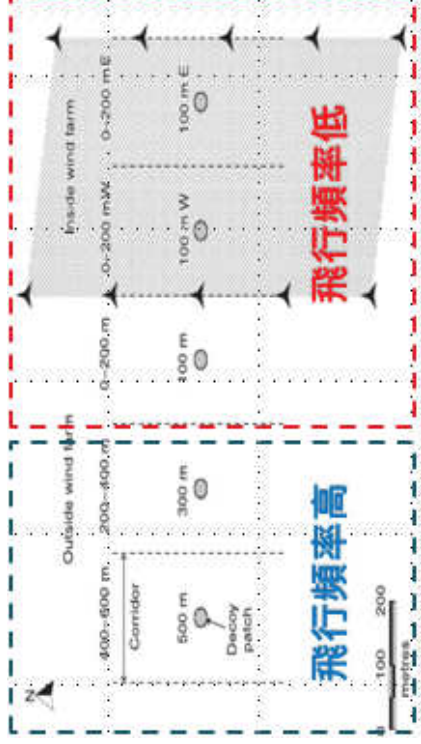 N
Outside wind farm
Inside wind farm
400–600 m
200–400 m
0–200 m
0–200 mW
0–200 mE
Corridor
500 m
300 m
100 m
100 m W
100 m E
Decoy
patch
飛行頻率高
飛行頻率低
0 100 200
metres